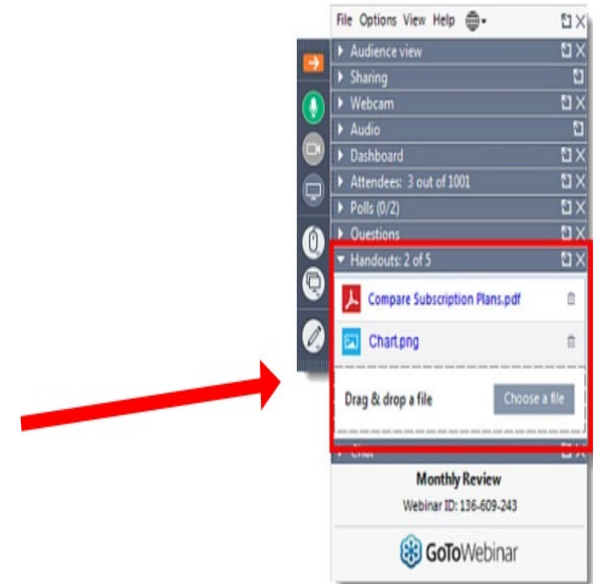 File Options View Help
Audience view
Sharing
Webcam
Audio
Dashboard
Attendees: 3 out of 1001
Polls (0/2)
Questions
Handouts: 2 of 5
Compare Subscription Plans.pdf
Chart.png
Drag & drop a file Choose a file
Chat
Monthly Review
Webinar ID: 136-609-243
GoToWebinar